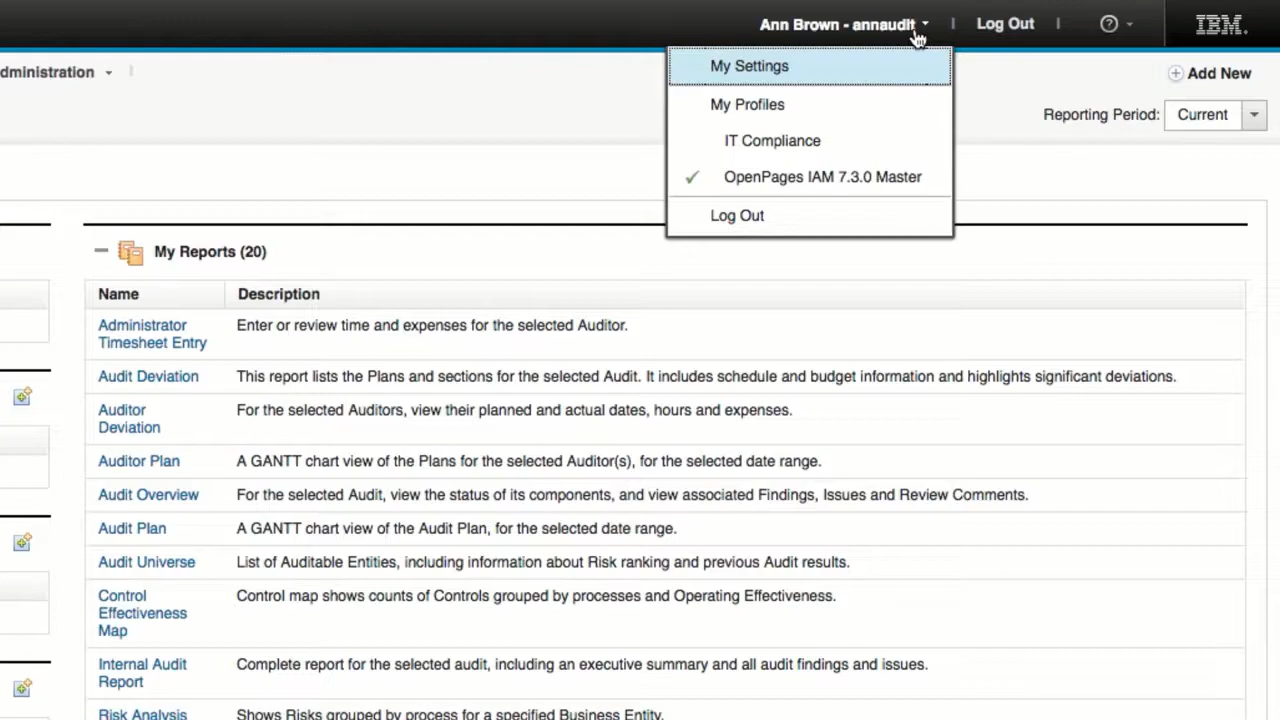 Ann Brown - annaudit
Log Out
IBM.
dministration
Add New
Reporting Period: Current
My Settings
My Profiles
IT Compliance
OpenPages IAM 7.3.0 Master
Log Out
My Reports (20)
Name Description
Administrator Enter or review time and expenses for the selected Auditor.
Timesheet Entry
Audit Deviation This report lists the Plans and sections for the selected Audit. It includes schedule and budget information and highlights significant deviations.
Auditor For the selected Auditors, view their planned and actual dates, hours and expenses.
Deviation
Auditor Plan A GANTT chart view of the Plans for the selected Auditor(s), for the selected date range.
Audit Overview For the selected Audit, view the status of its components, and view associated Findings, Issues and Review Comments.
Audit Plan A GANTT chart view of the Audit Plan, for the selected date range.
Audit Universe List of Auditable Entities, including information about Risk ranking and previous Audit results.
Control Control map shows counts of Controls grouped by processes and Operating Effectiveness.
Effectiveness
Map
Internal Audit Complete report for the selected audit, including an executive summary and all audit findings and issues.
Report
Risk Analysis Shows Risks grouped by process for a specified Business Entity.